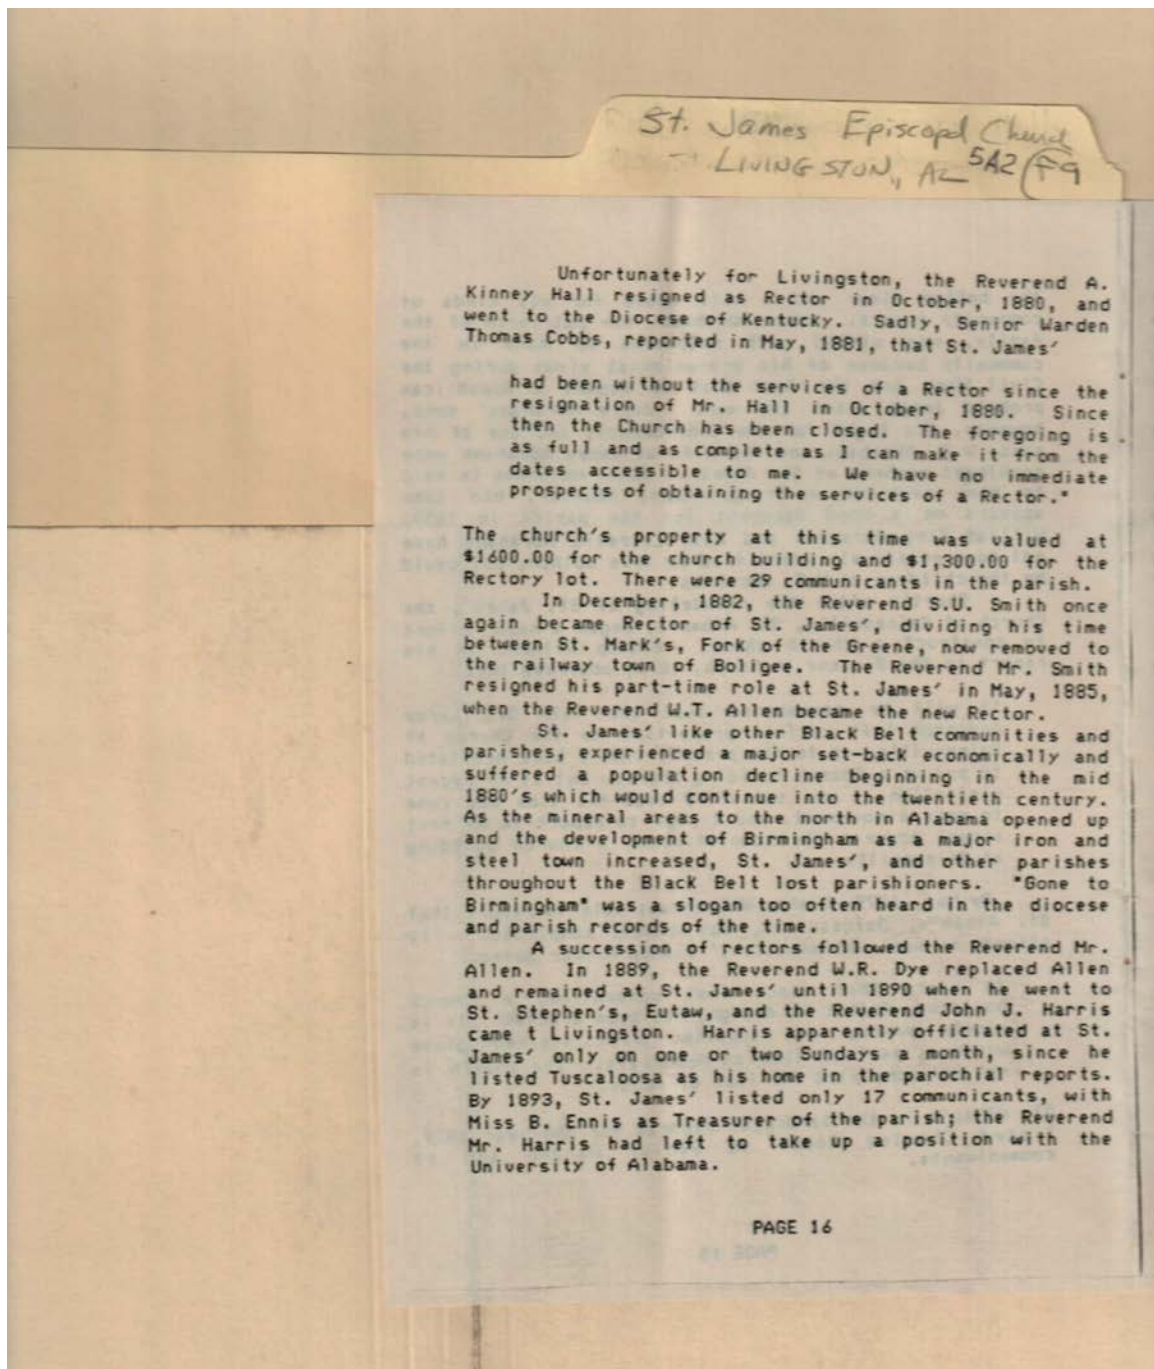 St. James Episcopal Church
LIVINGSTON, AL 5A2 F9
Unfortunately for Livingston, the Reverend A.
Kinney Hall resigned as Rector in October, 1880, and
went to the Diocese of Kentucky. Sadly, Senior Warden
Thomas Cobbs, reported in May, 1881, that St. James'
had been without the services of a Rector since the
resignation of Mr. Hall in October, 1880. Since
then the Church has been closed. The foregoing is
as full and as complete as I can make it from the
dates accessible to me. We have no immediate
prospects of obtaining the services of a Rector."
The church's property at this time was valued at
$1600.00 for the church building and $1,300.00 for the
Rectory lot. There were 29 communicants in the parish.
In December, 1882, the Reverend S.U. Smith once
again became Rector of St. James', dividing his time
between St. Mark's, Fork of the Greene, now removed to
the railway town of Boligee. The Reverend Mr. Smith
resigned his part-time role at St. James' in May, 1885,
when the Reverend W.T. Allen became the new Rector.
St. James' like other Black Belt communities and
parishes, experienced a major set-back economically and
suffered a population decline beginning in the mid
1880's which would continue into the twentieth century.
As the mineral areas to the north in Alabama opened up
and the development of Birmingham as a major iron and
steel town increased, St. James', and other parishes
throughout the Black Belt lost parishioners. "Gone to
Birmingham" was a slogan too often heard in the diocese
and parish records of the time.
A succession of rectors followed the Reverend Mr.
Allen. In 1889, the Reverend W.R. Dye replaced Allen
and remained at St. James' until 1890 when he went to
St. Stephen's, Eutaw, and the Reverend John J. Harris
came t Livingston. Harris apparently officiated at St.
James' only on one or two Sundays a month, since he
listed Tuscaloosa as his home in the parochial reports.
By 1893, St. James' listed only 17 communicants, with
Miss B. Ennis as Treasurer of the parish; the Reverend
Mr. Harris had left to take up a position with the
University of Alabama.
PAGE 16